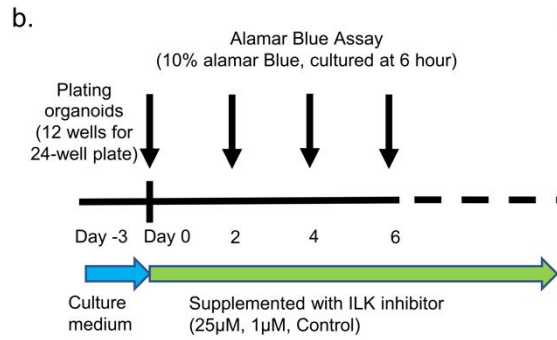 b.
Alamar Blue Assay
(10% alamar Blue, cultured at 6 hour)
Plating
organoids
(12 wells for
24-well plate)
Day -3 Day 0 2 4 6
Culture
medium
Supplemented with ILK inhibitor
(25µM, 1µM, Control)